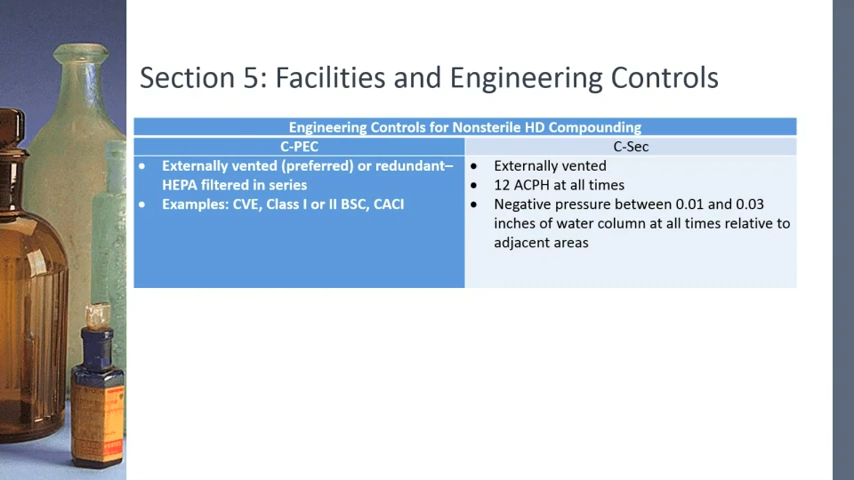 Section 5: Facilities and Engineering Controls
Engineering Controls for Nonsterile HD Compounding
C-PEC
C-Sec
• Externally vented (preferred) or redundant–
HEPA filtered in series
• Examples: CVE, Class I or II BSC, CACI
• Externally vented
• 12 ACPH at all times
• Negative pressure between 0.01 and 0.03
inches of water column at all times relative to
adjacent areas